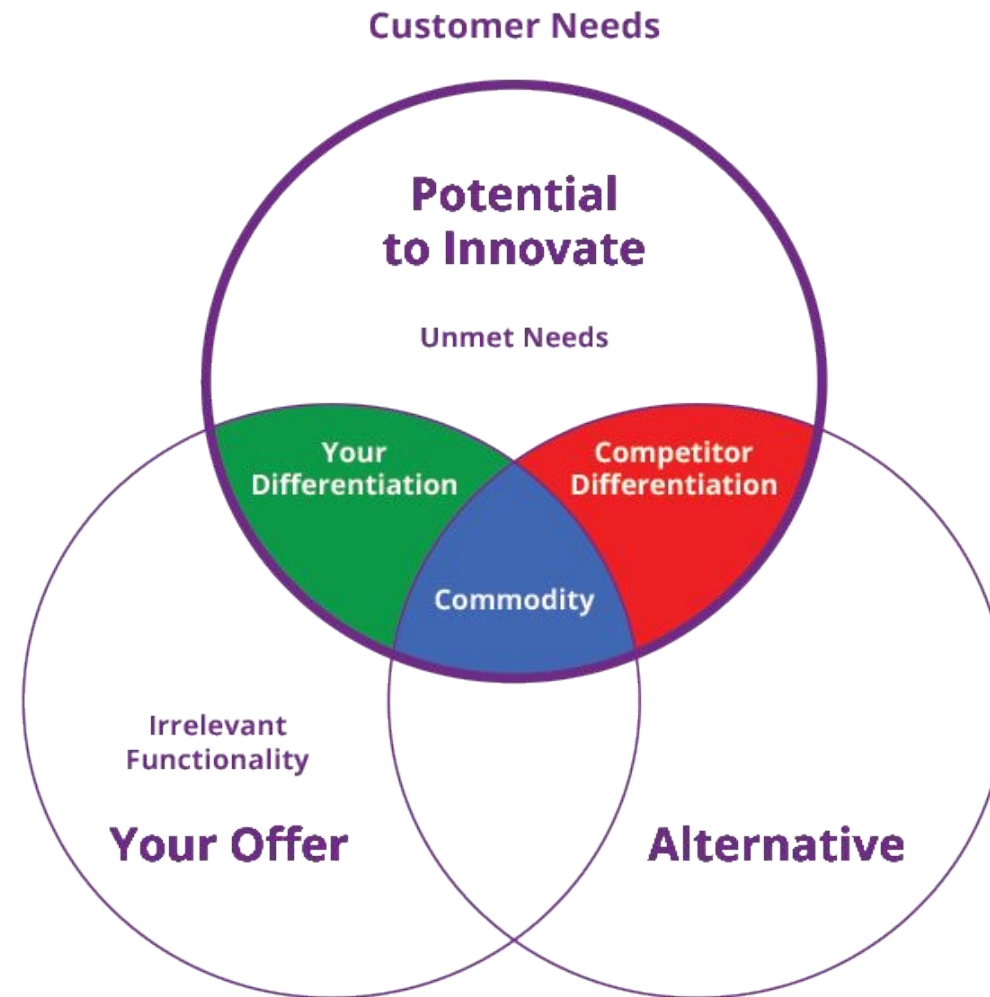 Customer Needs
Potential
to Innovate
Unmet Needs
Your
Differentiation
Competitor
Differentiation
Commodity
Irrelevant
Functionality
Your Offer
Alternative